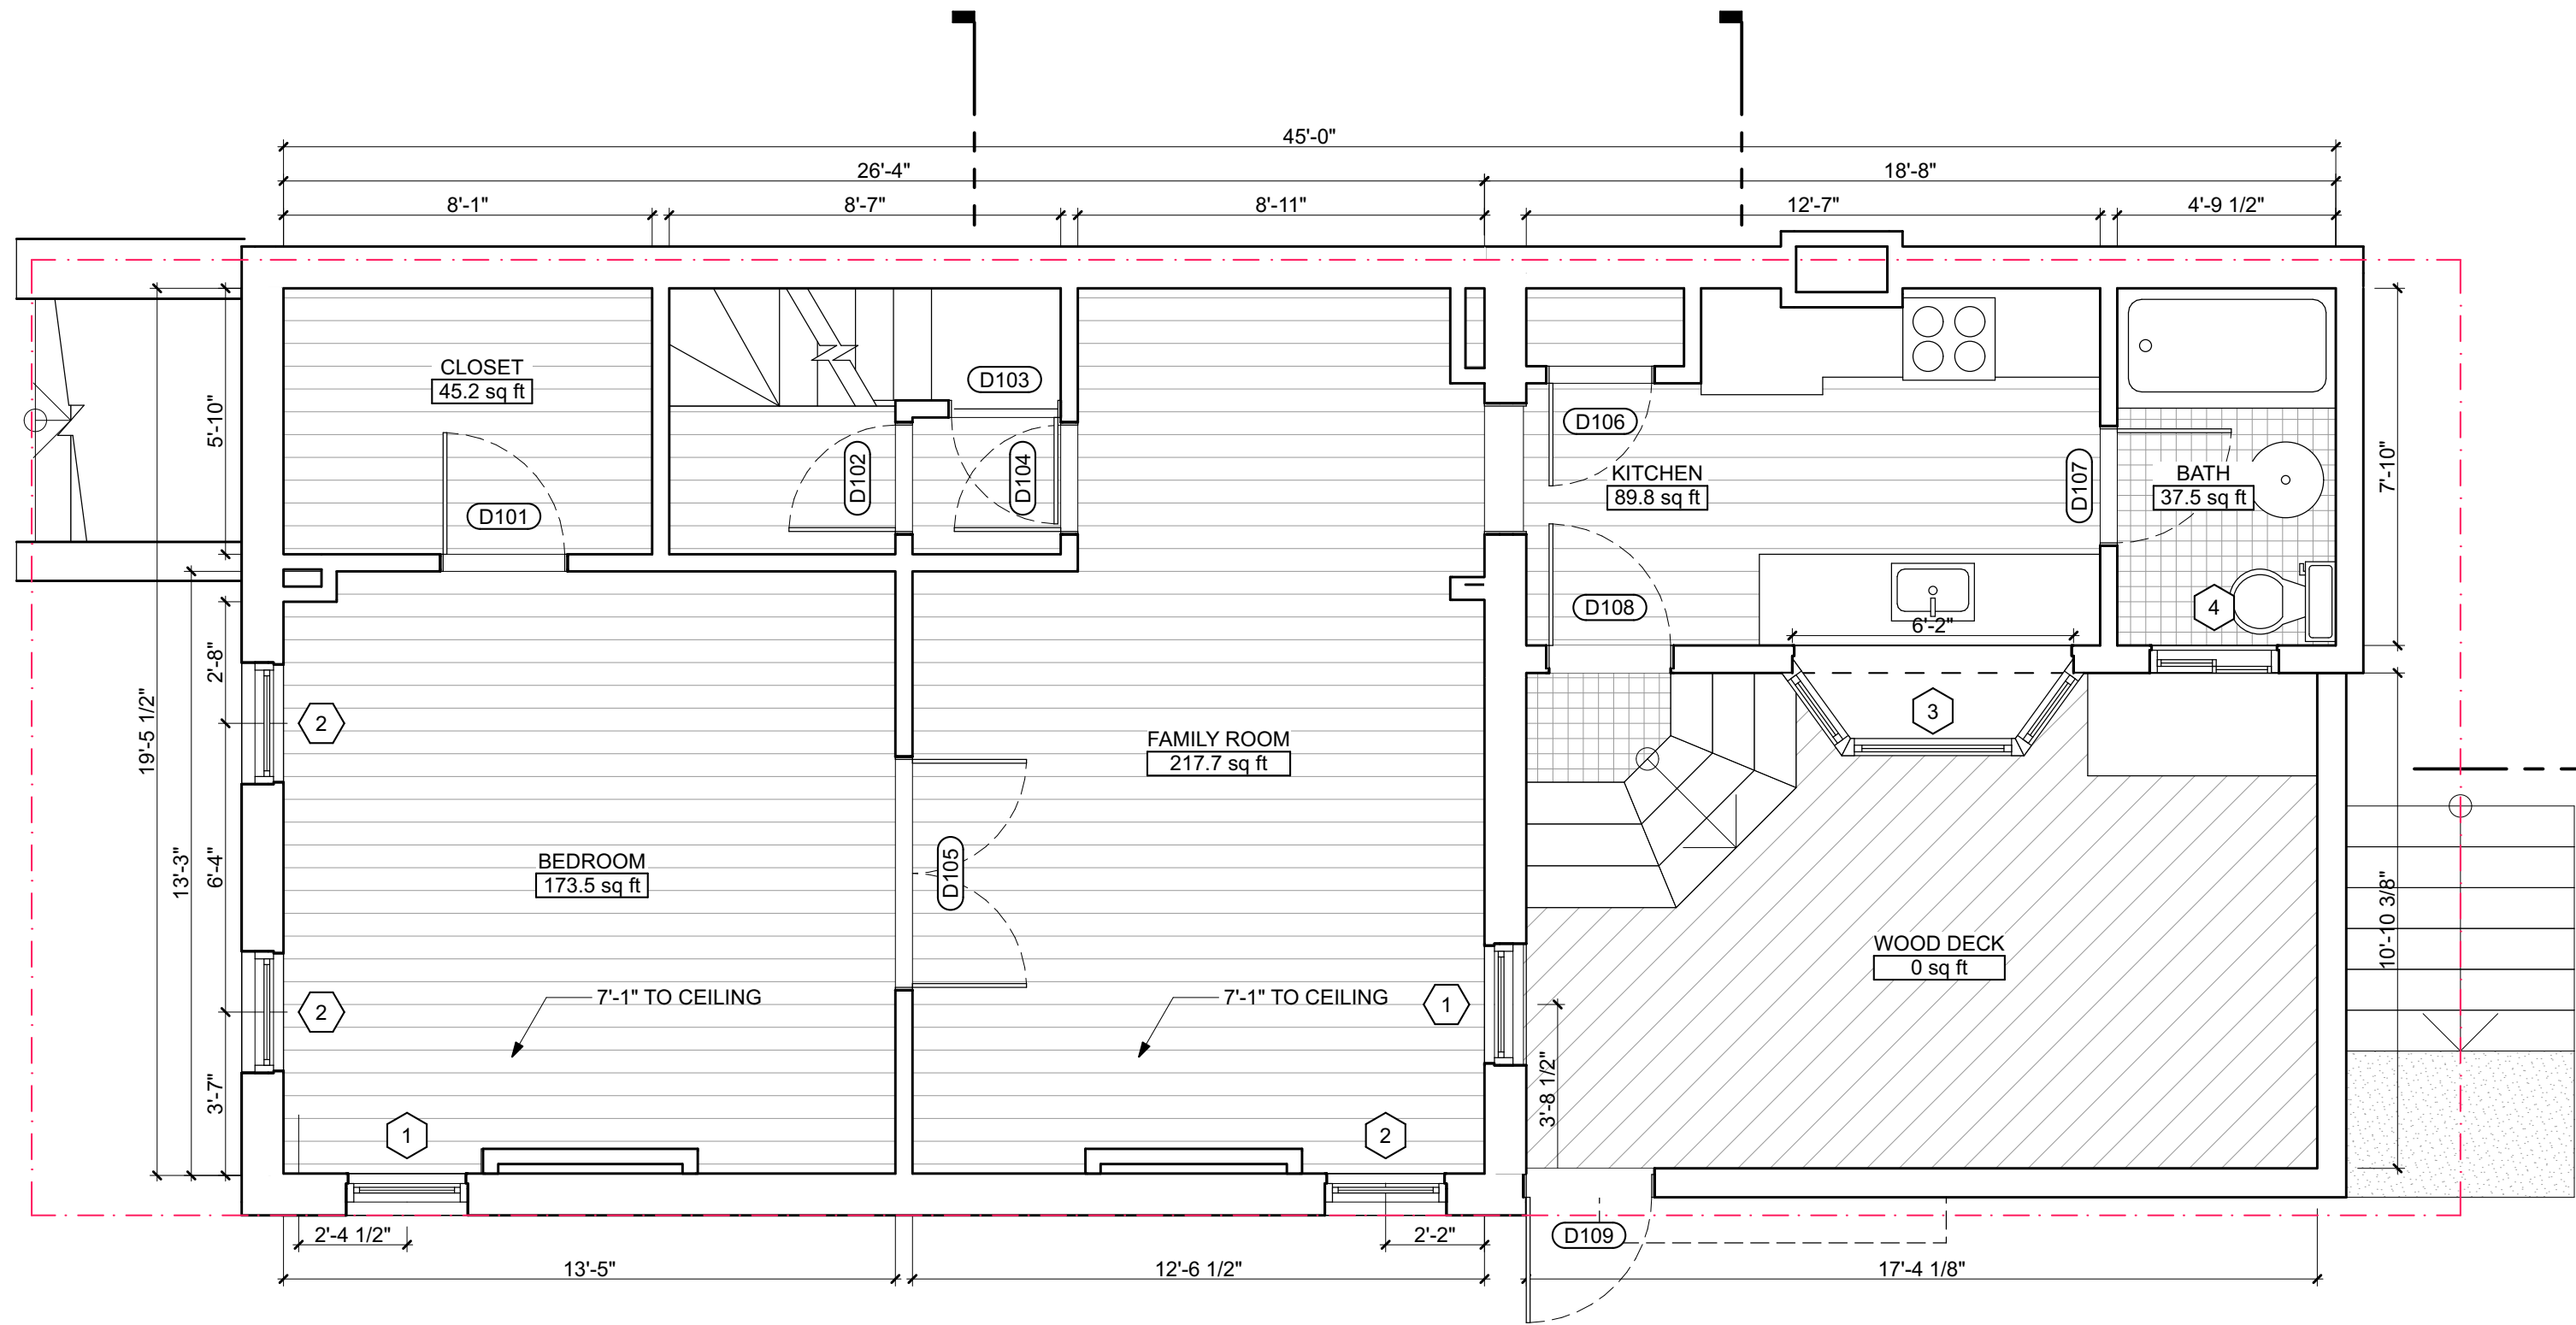 45'-0"
26'-4"
18'-8"
8'-1"
8'-7"
8'-11"
12'-7"
4'-9 1/2"
CLOSET
45.2 sq ft
D103
5'-10"
D106
D102
D104
D101
KITCHEN
89.8 sq ft
D107
BATH
37.5 sq ft
7'-10"
D108
4
6'-2"
2'-8"
19'-5 1/2"
2
3
FAMILY ROOM
217.7 sq ft
13'-3"
6'-4"
BEDROOM
173.5 sq ft
D105
10'-10 3/8"
WOOD DECK
0 sq ft
2
7'-1" TO CEILING
7'-1" TO CEILING
1
3'-7"
3'-8 1/2"
1
2
2'-4 1/2"
2'-2"
D109
13'-5"
12'-6 1/2"
17'-4 1/8"